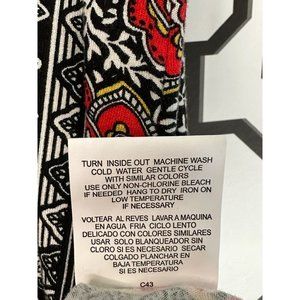 TURN INSIDE OUT MACHINE WASH
COLD WATER GENTLE CYCLE
WITH SIMILAR COLORS
USE ONLY NON-CHLORINE BLEACH
IF NEEDED HANG TO DRY IRON ON
LOW TEMPERATURE
IF NECESSARY
VOLTEAR AL REVES LAVAR A MAQUINA
EN AGUA FRIA CICLO LENTO
DELICADO CON COLORES SIMILARES
USAR SOLO BLANQUEADOR SIN
CLORO SI ES NECESARIO SECAR
COLGADO PLANCHAR EN
BAJA TEMPERATURA
SI ES NECESARIO
C43